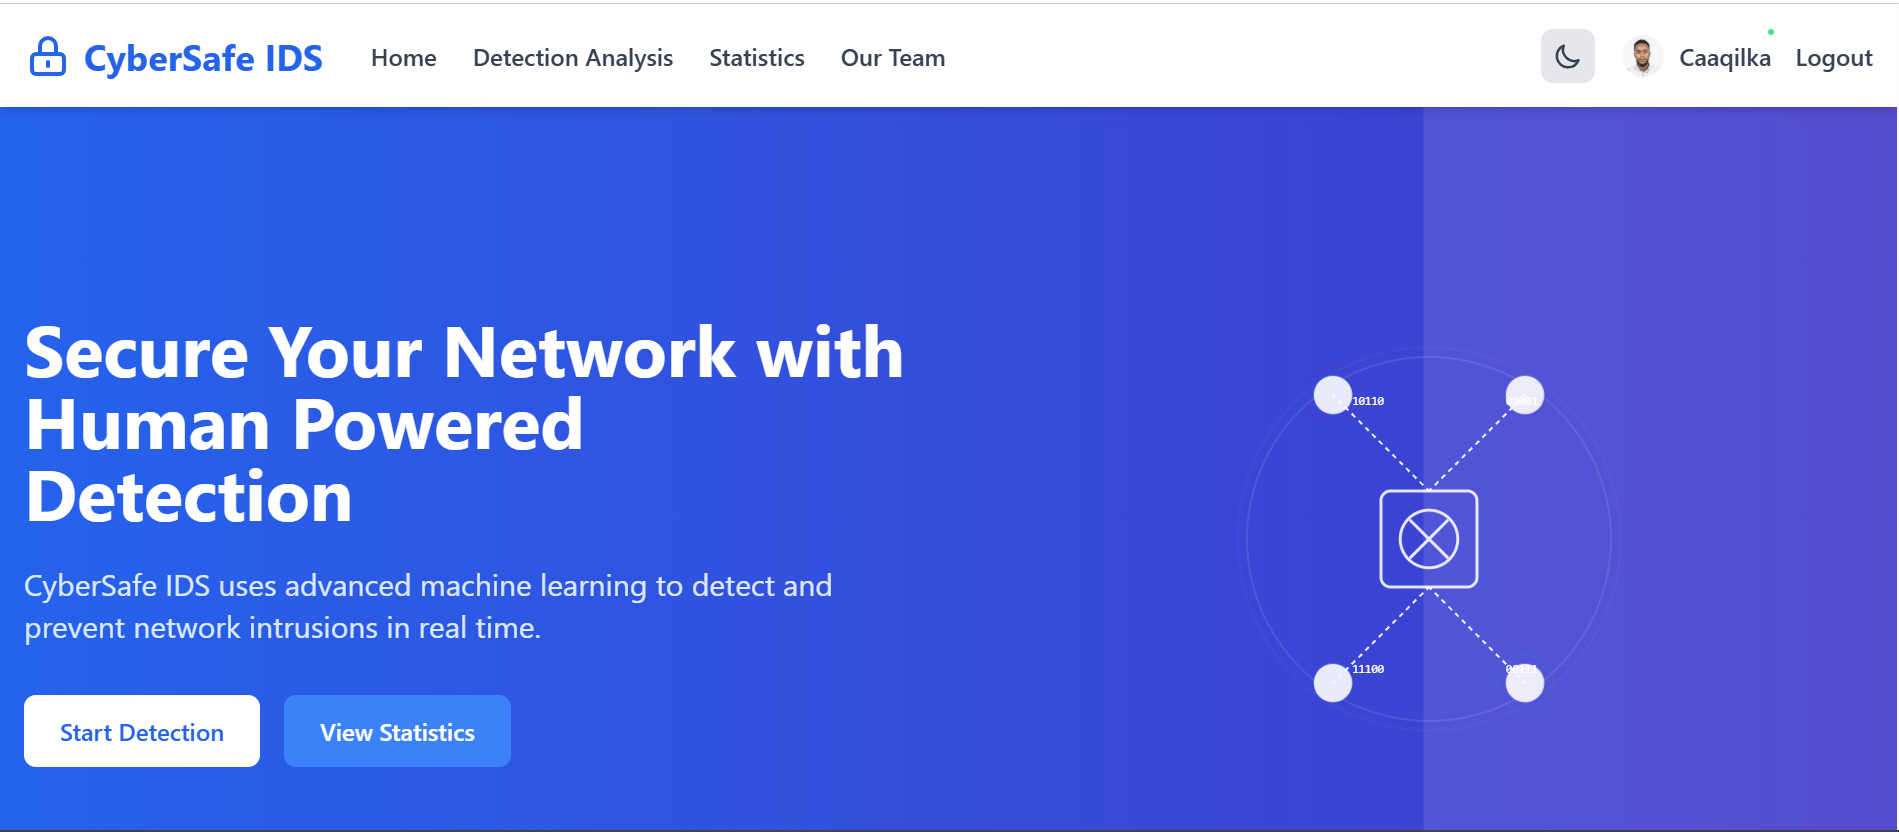 CyberSafe IDS
Home
Detection Analysis
Statistics
Our Team
Caaqilka
Logout
Secure Your Network with
Human Powered
Detection
CyberSafe IDS uses advanced machine learning to detect and
prevent network intrusions in real time.
Start Detection
View Statistics
10110
01001
11100
00111